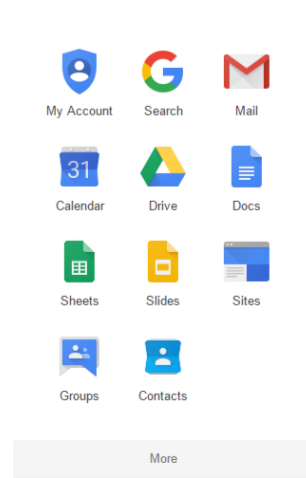 My Account Search Mail
31
Calendar Drive Docs
Sheets Slides Sites
Groups Contacts
More